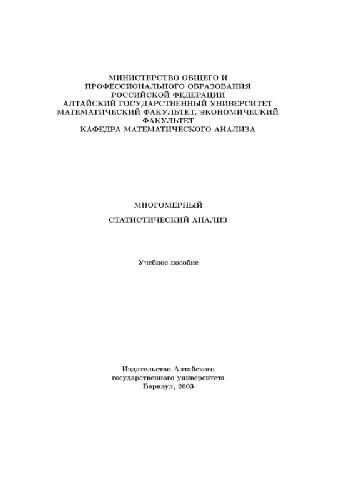 МИНИСТЕРСТВО ОБЩЕГО И
ПРОФЕССИОНАЛЬНОГО ОБРАЗОВАНИЯ
РОССИЙСКОЙ ФЕДЕРАЦИИ
АЛТАЙСКИЙ ГОСУДАРСТВЕННЫЙ УНИВЕРСИТЕТ
МАТЕМАТИЧЕСКИЙ ФАКУЛЬТЕТ, ЭКОНОМИЧЕСКИЙ
ФАКУЛЬТЕТ
КАФЕДРА МАТЕМАТИЧЕСКОГО АНАЛИЗА
МНОГОМЕРНЫЙ
СТАТИСТИЧЕСКИЙ АНАЛИЗ
Учебное пособие
Издательство Алтайского
государственного университета
Барнаул, 2003